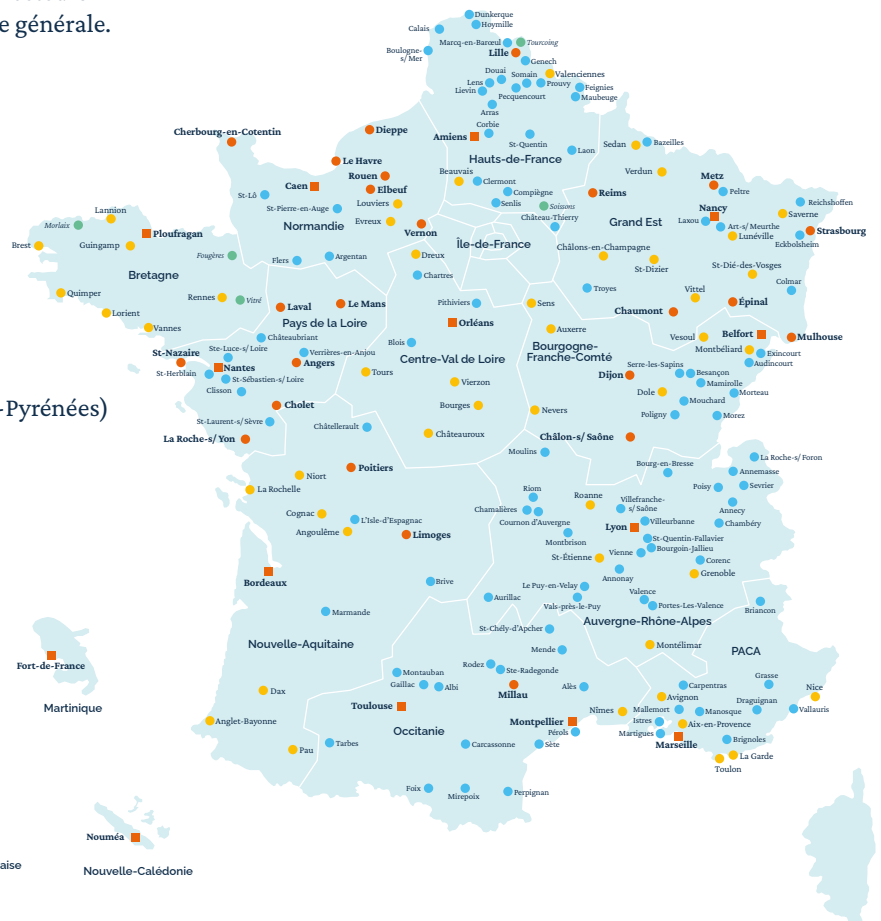 e générale.
-Pyrénées)
aise
Dunkerque
Hoymille
Calais
Marcq-en-Barœul
Tourcoing
Boulogne-
s/ Mer
Lille
Genech
Douai
Somain
Valenciennes
Lens
Prouvy
Feignies
Lievin
Pecquencourt
Maubeuge
Arras
Corbie
Amiens
St-Quentin
Laon
Hauts-de-France
Beauvais
Clermont
Compiègne
Senlis
Soissons
Château-Thierry
Cherbourg-en-Cotentin
Dieppe
Le Havre
Rouen
Caen
Elbeuf
St-Lô
Louviers
St-Pierre-en-Auge
Evreux
Vernon
Normandie
Flers
Argentan
Sedan
Bazeilles
Verdun
Metz
Peltre
Reims
Nancy
Reichshoffen
Saverne
Laxou
Art-s/ Meurthe
Grand Est
Strasbourg
Lunéville
Eckbolsheim
Châlons-en-Champagne
St-Dizier
St-Dié-des-Vosges
Colmar
Troyes
Vittel
Épinal
Chaumont
Mulhouse
Île-de-France
Lannion
Morlaix
Ploufragan
Brest
Guingamp
Fougères
Bretagne
Quimper
Rennes
Vitré
Lorient
Vannes
Laval
Le Mans
Pays de la Loire
Châteaubriant
St-Nazaire
Ste-Luce-s/ Loire
Verrières-en-Anjou
Nantes
Angers
St-Herblain
St-Sébastien-s/ Loire
Clisson
Cholet
St-Laurent-s/ Sèvre
La Roche-s/ Yon
Dreux
Chartres
Pithiviers
Orléans
Blois
Centre-Val de Loire
Tours
Vierzon
Bourges
Châteauroux
Sens
Auxerre
Bourgogne-
Franche-Comté
Vesoul
Belfort
Montbéliard
Exincourt
Audincourt
Serre-les-Sapins
Besançon
Dijon
Mamirolle
Dole
Morteau
Mouchard
Nevers
Poligny
Morez
Châlon-s/ Saône
Châtellerault
Poitiers
Niort
La Rochelle
Cognac
L'Isle-d'Espagnac
Angoulême
Limoges
Bordeaux
Brive
Marmande
Nouvelle-Aquitaine
Dax
Anglet-Bayonne
Pau
Moulins
Bourg-en-Bresse
La Roche-s/ Foron
Annemasse
Riom
Roanne
Villefranche-
s/ Saône
Poisy
Sevrier
Annecy
Chamalières
Cournon d'Auvergne
Lyon
Villeurbanne
Chambéry
Montbrison
St-Quentin-Fallavier
St-Étienne
Vienne
Bourgoin-Jallieu
Corenc
Annonay
Grenoble
Le Puy-en-Velay
Aurillac
Vals-près-le-Puy
Valence
Portes-Les-Valence
Auvergne-Rhône-Alpes
Montélimar
St-Chély-d'Apcher
Mende
Rodez
Ste-Radegonde
Montauban
Gaillac
Albi
Millau
Alès
Toulouse
Nîmes
Montpellier
Occitanie
Pérols
Tarbes
Carcassonne
Sète
Foix
Mirepoix
Perpignan
Briancon
PACA
Grasse
Carpentras
Avignon
Nice
Draguignan
Mallemort
Manosque
Vallauris
Istres
Aix-en-Provence
Martigues
Marseille
Brignoles
La Garde
Toulon
Fort-de-France
Martinique
Nouméa
Nouvelle-Calédonie